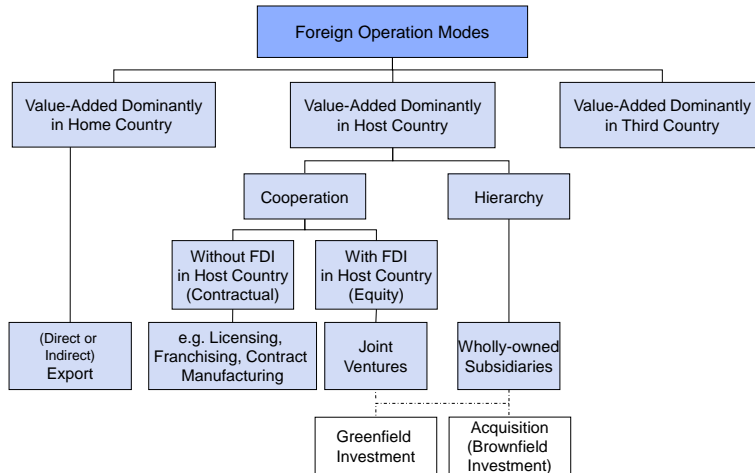 Foreign Operation Modes
Value-Added Dominantly
in Home Country
Value-Added Dominantly
in Host Country
Value-Added Dominantly
in Third Country
Cooperation
Hierarchy
Without FDI
in Host Country
(Contractual)
With FDI
in Host Country
(Equity)
(Direct or
Indirect)
Export
e.g. Licensing,
Franchising, Contract
Manufacturing
Joint
Ventures
Wholly-owned
Subsidiaries
Greenfield
Investment
Acquisition
(Brownfield
Investment)